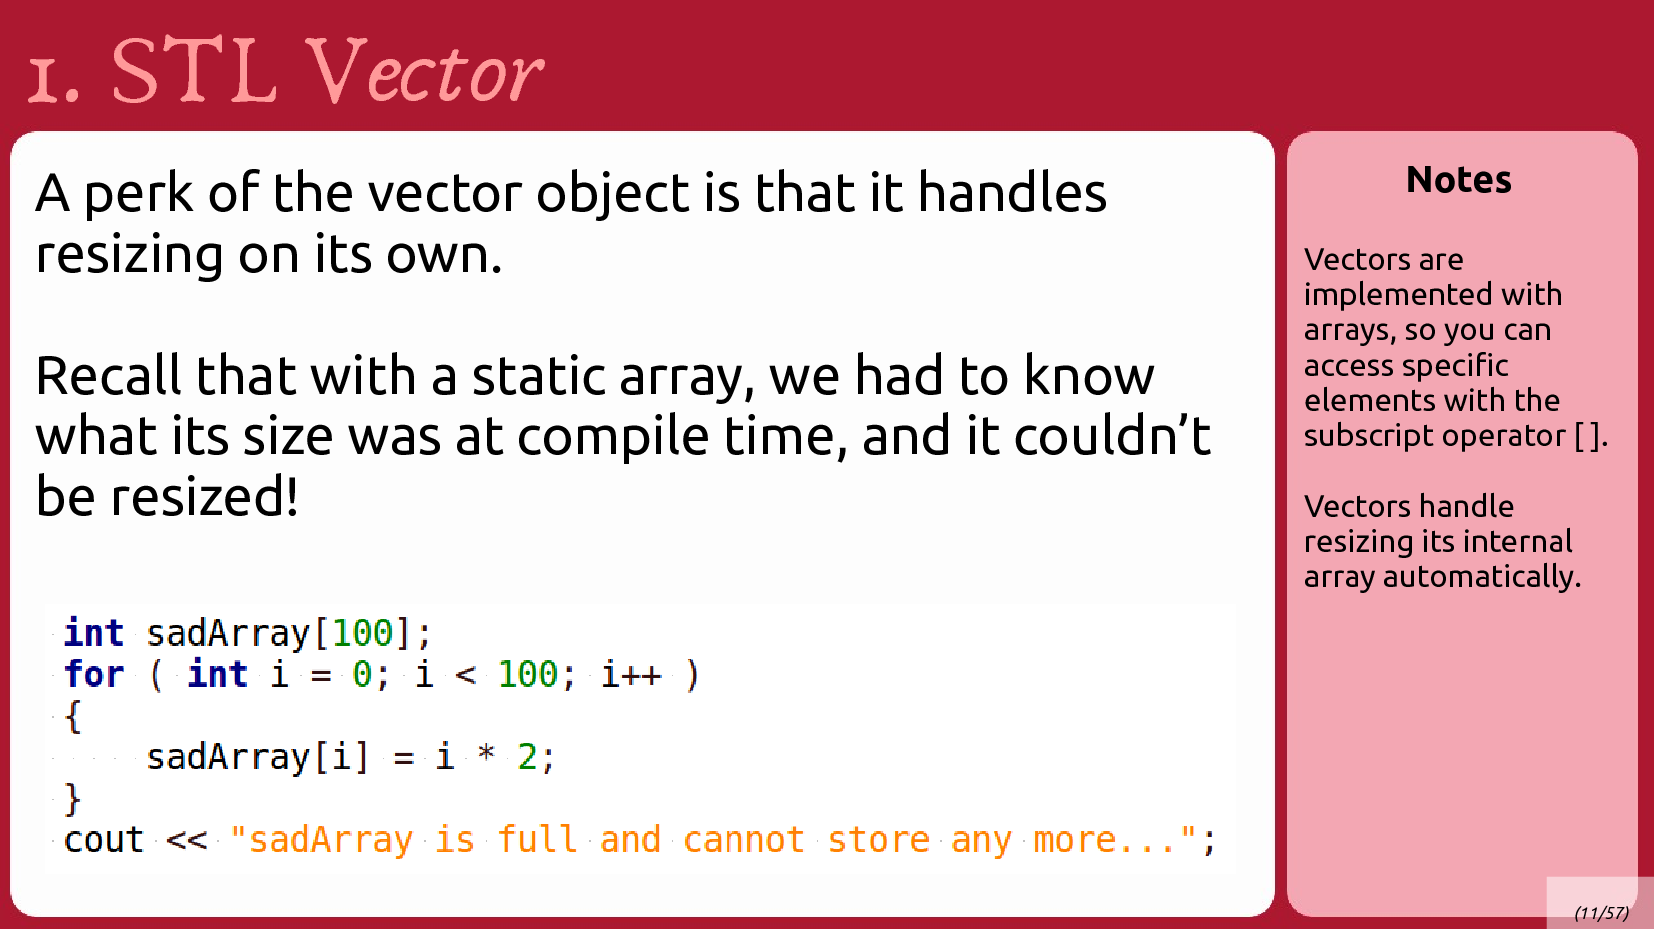 1. STL Vector
A perk of the vector object is that it handles
resizing on its own.
Recall that with a static array, we had to know
what its size was at compile time, and it couldn’t
be resized!
int sadArray[100];
for ( int i = 0; i < 100; i++ )
{
    sadArray[i] = i * 2;
}
cout << "sadArray is full and cannot store any more...";
Notes
Vectors are
implemented with
arrays, so you can
access specific
elements with the
subscript operator [ ].
Vectors handle
resizing its internal
array automatically.
(11/57)